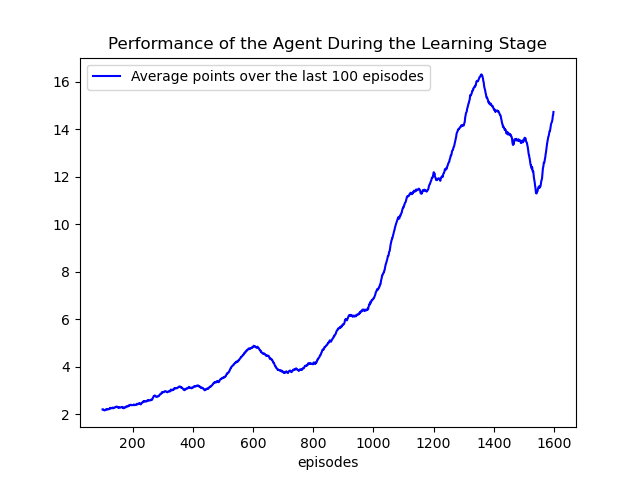 Performance of the Agent During the Learning Stage
Average points over the last 100 episodes
16
14
12
10
8
6
4
2
200 400 600 800 1000 1200 1400 1600
episodes